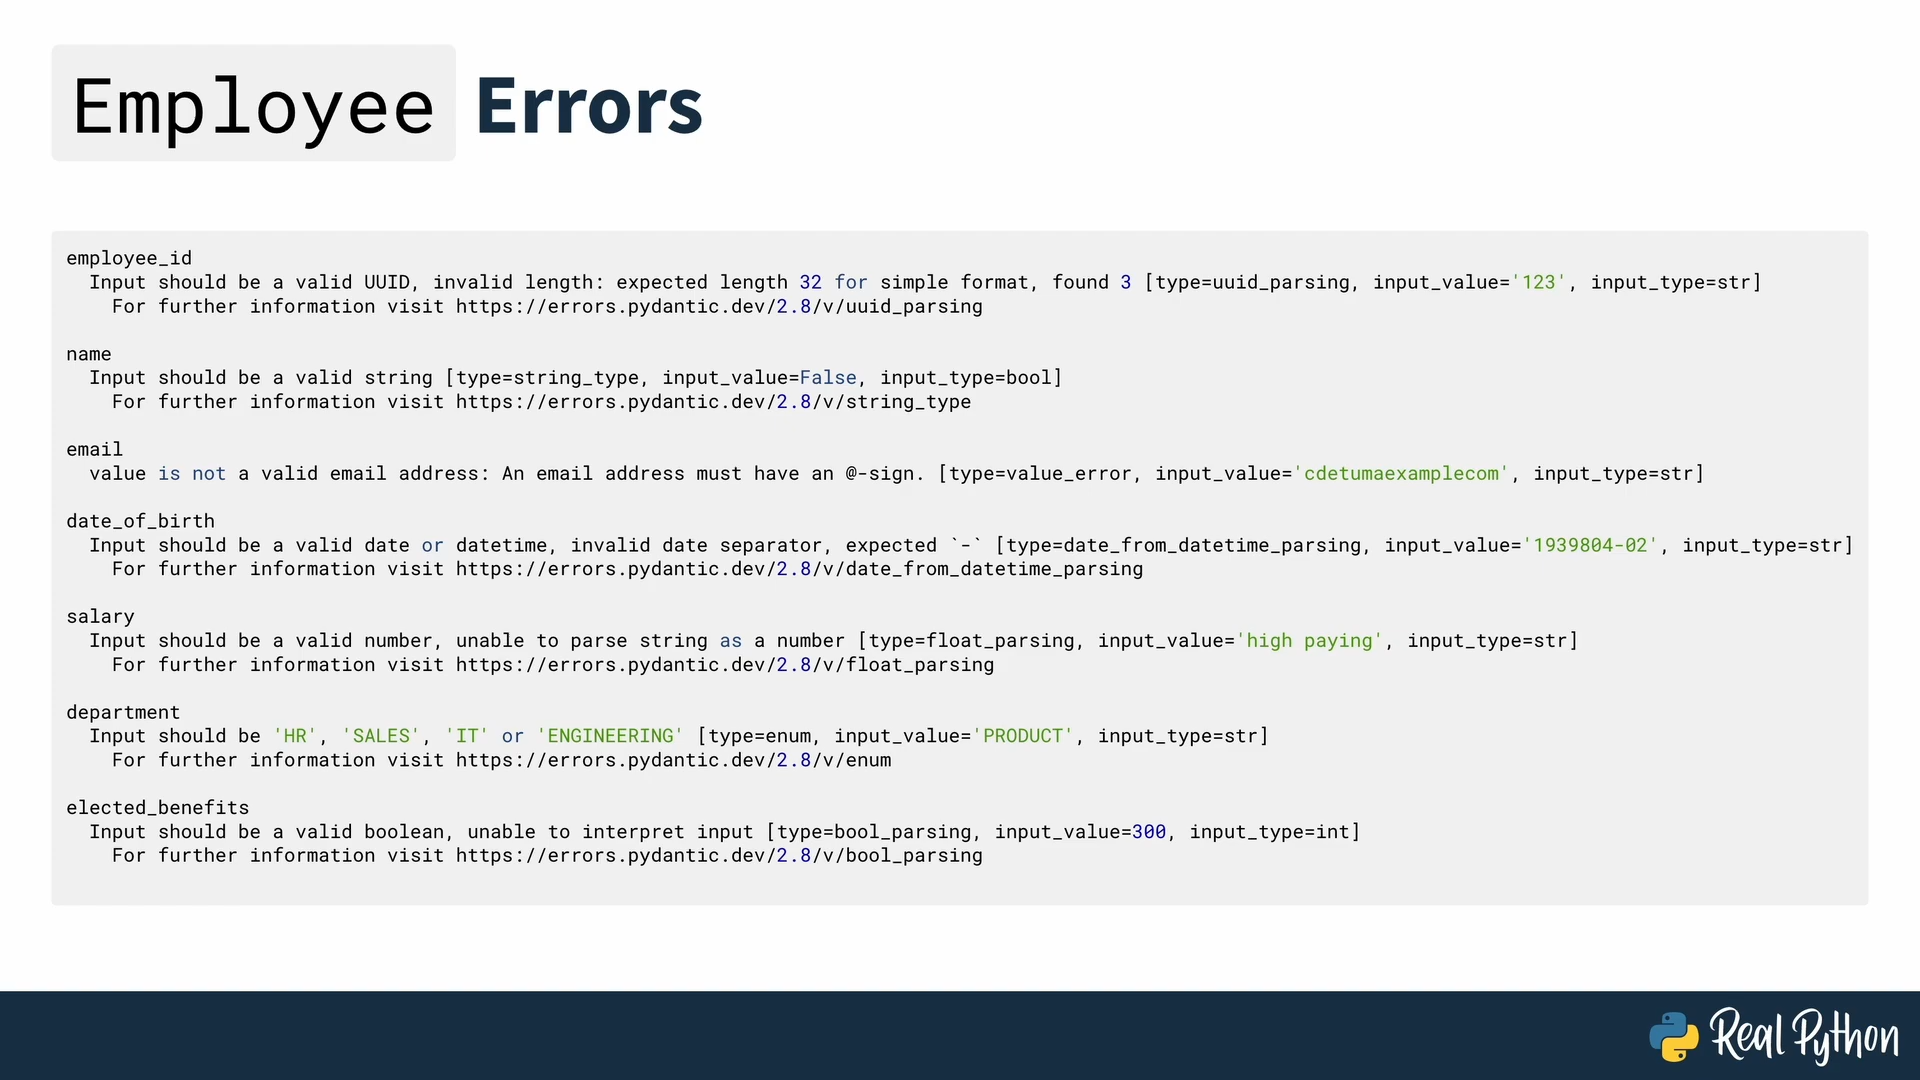 Employee Errors
employee_id
  Input should be a valid UUID, invalid length: expected length 32 for simple format, found 3 [type=uuid_parsing, input_value='123', input_type=str]
    For further information visit https://errors.pydantic.dev/2.8/v/uuid_parsing
name
  Input should be a valid string [type=string_type, input_value=False, input_type=bool]
    For further information visit https://errors.pydantic.dev/2.8/v/string_type
email
  value is not a valid email address: An email address must have an @-sign. [type=value_error, input_value='cdetumaexamplecom', input_type=str]
date_of_birth
  Input should be a valid date or datetime, invalid date separator, expected `-` [type=date_from_datetime_parsing, input_value='1939804-02', input_type=str]
    For further information visit https://errors.pydantic.dev/2.8/v/date_from_datetime_parsing
salary
  Input should be a valid number, unable to parse string as a number [type=float_parsing, input_value='high paying', input_type=str]
    For further information visit https://errors.pydantic.dev/2.8/v/float_parsing
department
  Input should be 'HR', 'SALES', 'IT' or 'ENGINEERING' [type=enum, input_value='PRODUCT', input_type=str]
    For further information visit https://errors.pydantic.dev/2.8/v/enum
elected_benefits
  Input should be a valid boolean, unable to interpret input [type=bool_parsing, input_value=300, input_type=int]
    For further information visit https://errors.pydantic.dev/2.8/v/bool_parsing
Real Python